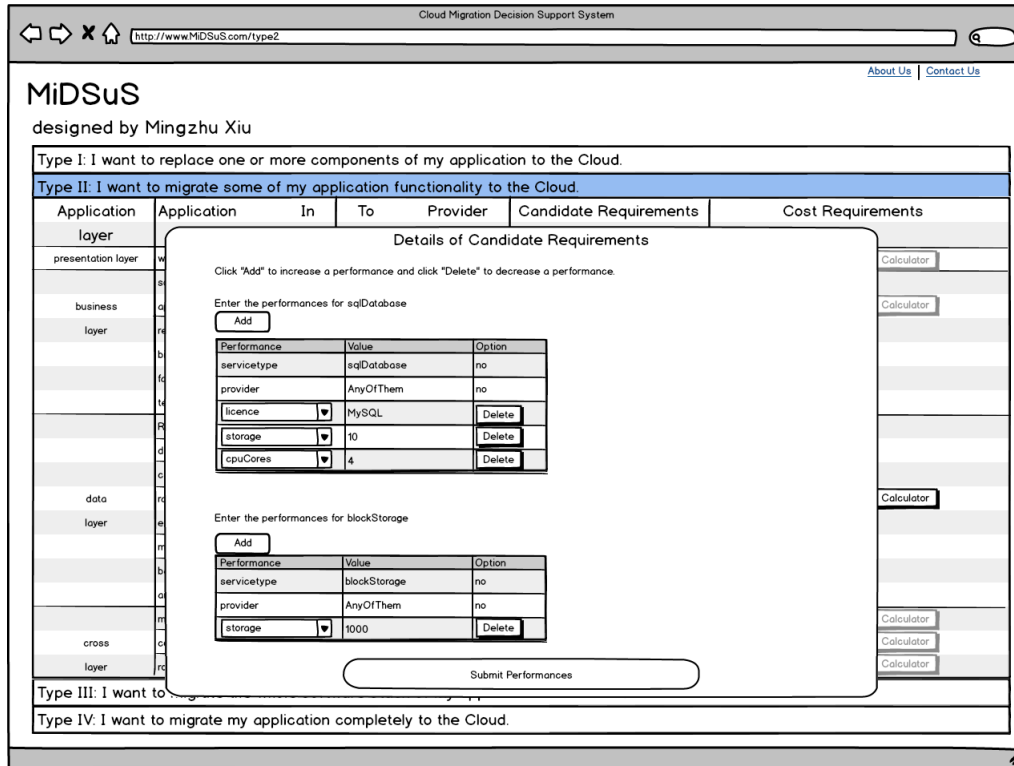 Cloud Migration Decision Support System
http://www.MiDSuS.com/type2
About Us | Contact Us
MiDSuS
designed by Mingzhu Xiu
Type I: I want to replace one or more components of my application to the Cloud.
Type II: I want to migrate some of my application functionality to the Cloud.
Application layer Application In To Provider Candidate Requirements Cost Requirements
Details of Candidate Requirements
presentation layer Calculator
Click "Add" to increase a performance and click "Delete" to decrease a performance.
business layer Calculator
Enter the performances for sqlDatabase
Add
Performance Value Option
servicetype sqlDatabase no
provider AnyOfThem no
licence MySQL Delete
storage 10 Delete
cpuCores 4 Delete
data layer Calculator
Enter the performances for blockStorage
Add
Performance Value Option
servicetype blockStorage no
provider AnyOfThem no
storage 1000 Delete
Calculator
cross layer Calculator
Calculator
Submit Performances
Type III: I want to
Type IV: I want to migrate my application completely to the Cloud.